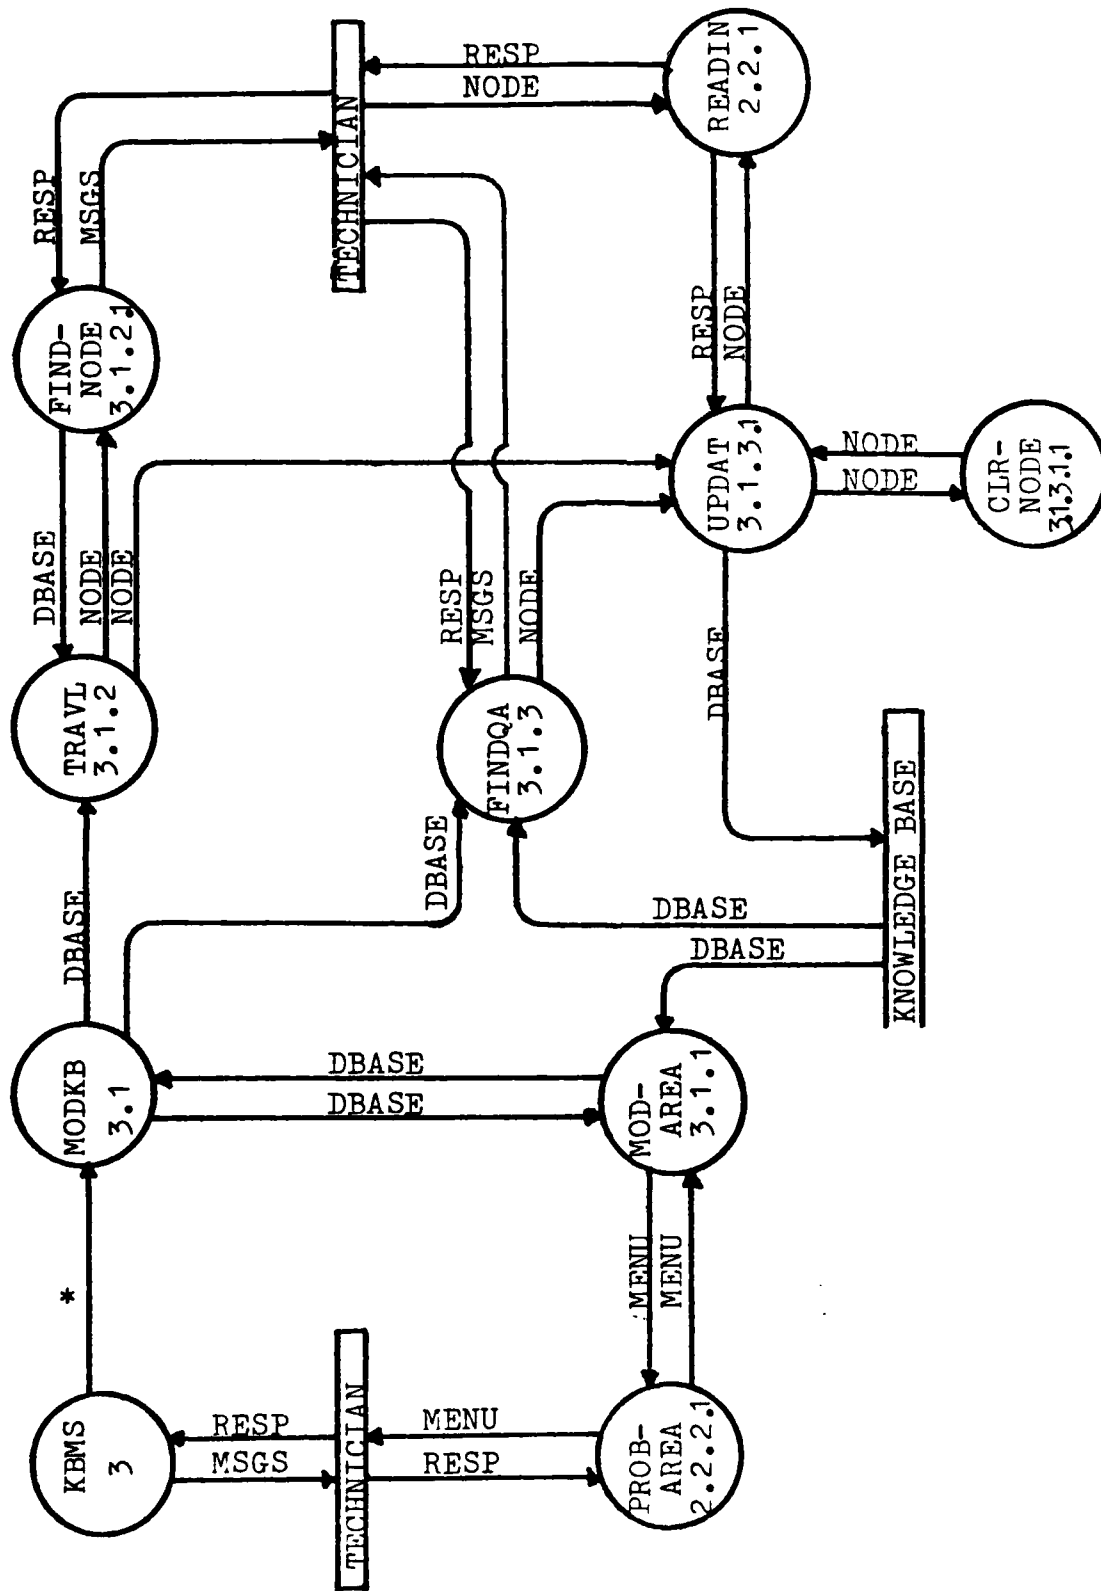 KBMS
3
*
MODKB
3.1
DBASE
TRAVL
3.1.2
DBASE
NODE
NODE
FIND-
NODE
3.1.2.1
RESP
MSGS
RESP
MSGS
TECHNICIAN
MENU
RESP
DBASE
DBASE
DBASE
FINDQA
3.1.3
RESP
MSGS
NODE
TECHNICIAN
RESP
NODE
PROB-
AREA
2.2.2.1
MENU
MENU
MOD-
AREA
3.1.1
DBASE
DBASE
KNOWLEDGE BASE
DBASE
UPDAT
3.1.3.1
RESP
NODE
READIN
2.2.1
NODE
NODE
CLR-
NODE
31.3.1.1